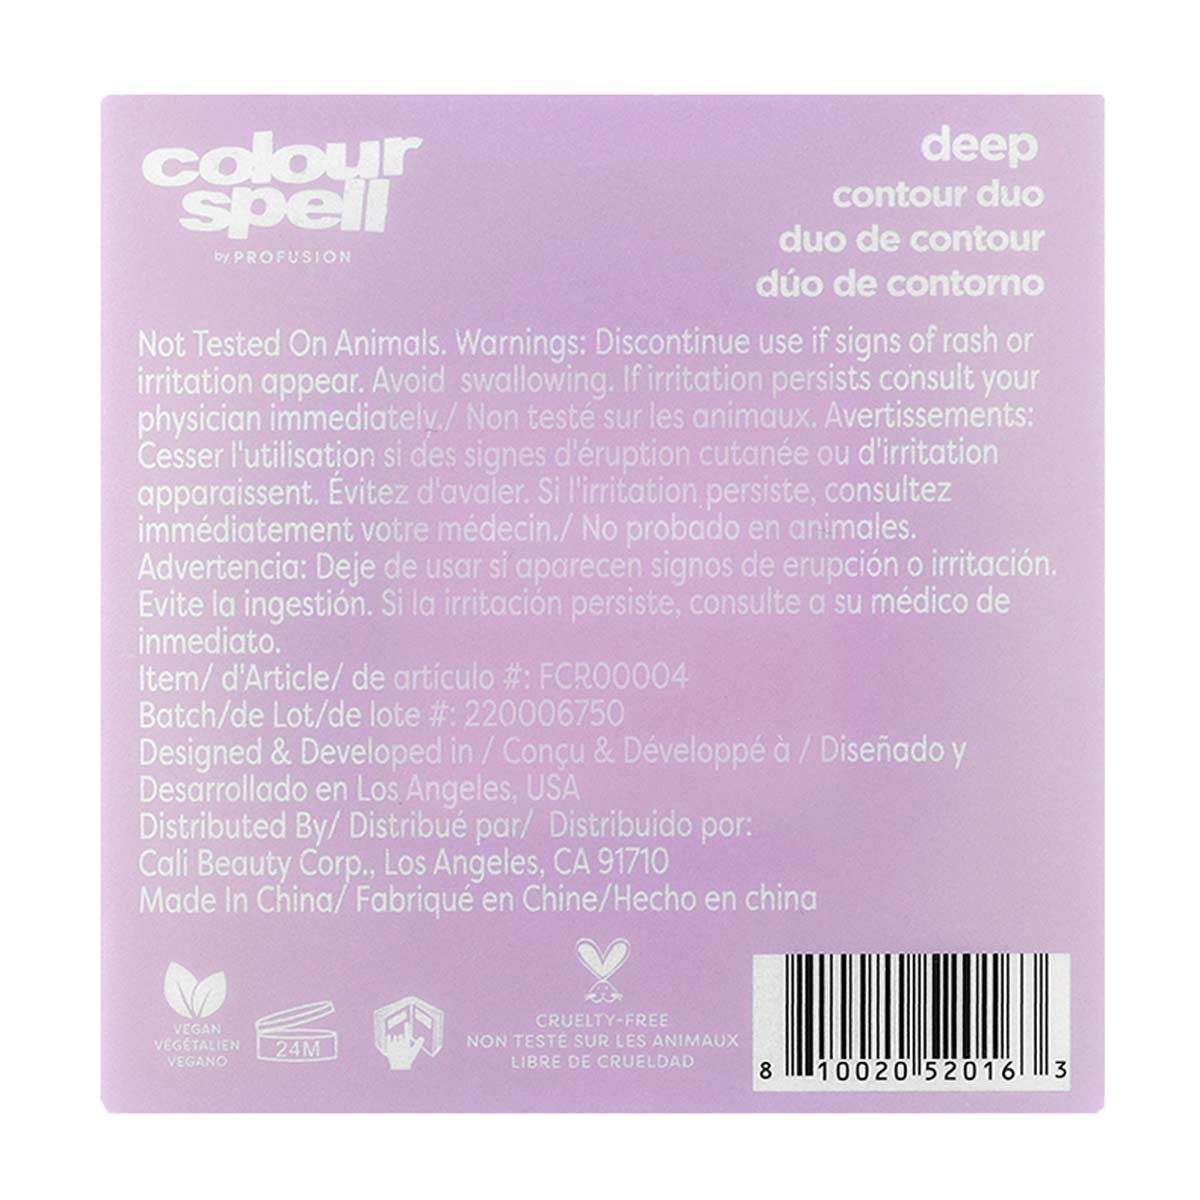 colour
spell
by PROFUSION
deep
contour duo
duo de contour
dúo de contorno
Not Tested On Animals. Warnings: Discontinue use if signs of rash or
irritation appear. Avoid swallowing. If irritation persists consult your
physician immediately./ Non testé sur les animaux. Avertissements:
Cesser l'utilisation si des signes d'éruption cutanée ou d'irritation
apparaissent. Évitez d'avaler. Si l'irritation persiste, consultez
immédiatement votre médecin./ No probado en animales.
Advertencia: Deje de usar si aparecen signos de erupción o irritación.
Evite la ingestión. Si la irritación persiste, consulte a su médico de
inmediato.
Item/ d'Article/ de artículo #: FCR00004
Batch/de Lot/de lote #: 220006750
Designed & Developed in / Conçu & Développé à / Diseñado y
Desarrollado en Los Angeles, USA
Distributed By/ Distribué par/ Distribuido por:
Cali Beauty Corp., Los Angeles, CA 91710
Made In China/ Fabriqué en Chine/Hecho en china
VEGAN
VÉGÉTALIEN
VEGANO
24M
CRUELTY-FREE
NON TESTÉ SUR LES ANIMAUX
LIBRE DE CRUELDAD
8 10020 52016 3